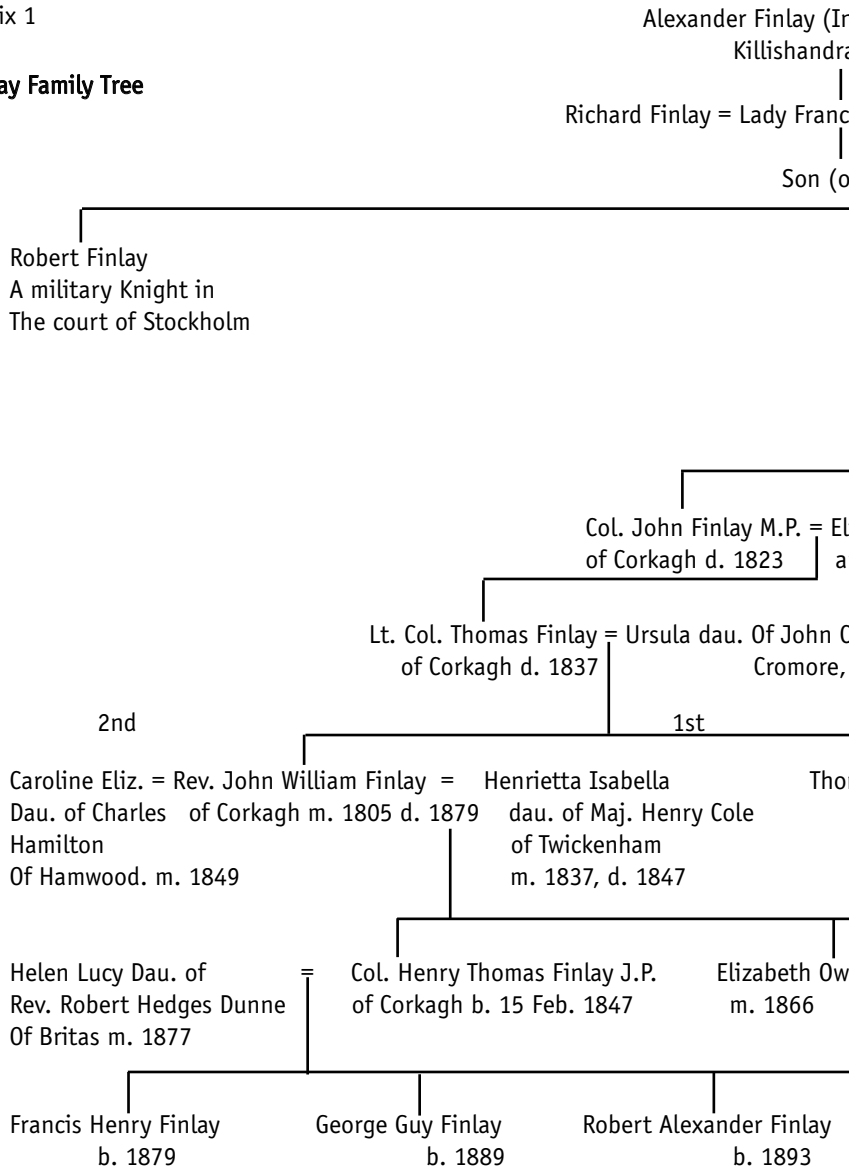 ix 1
Alexander Finlay (In
Killishandra
ay Family Tree
Richard Finlay = Lady Franc
Son (o
Robert Finlay
A military Knight in
The court of Stockholm
Col. John Finlay M.P. = Eli
of Corkagh d. 1823 a
Lt. Col. Thomas Finlay = Ursula dau. Of John C
of Corkagh d. 1837 Cromore,
2nd 1st
Caroline Eliz. = Rev. John William Finlay = Henrietta Isabella Thor
Dau. of Charles of Corkagh m. 1805 d. 1879 dau. of Maj. Henry Cole
Hamilton of Twickenham
Of Hamwood. m. 1849 m. 1837, d. 1847
Helen Lucy Dau. of = Col. Henry Thomas Finlay J.P. Elizabeth Ow
Rev. Robert Hedges Dunne of Corkagh b. 15 Feb. 1847 m. 1866
Of Britas m. 1877
Francis Henry Finlay George Guy Finlay Robert Alexander Finlay
b. 1879 b. 1889 b. 1893